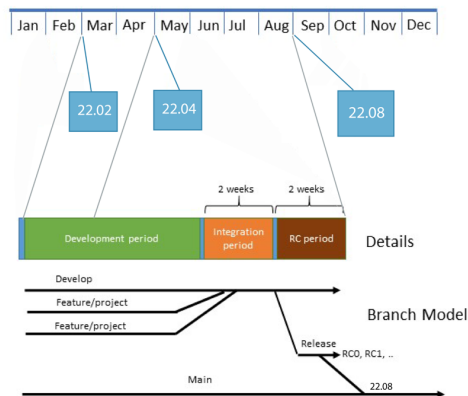 Jan Feb Mar Apr May Jun Jul Aug Sep Oct Nov Dec
22.02
22.04
22.08
2 weeks 2 weeks
Development period
Integration
period
RC period
Details
Develop
Feature/project
Feature/project
Branch Model
Release
RC0, RC1, ..
Main
22.08